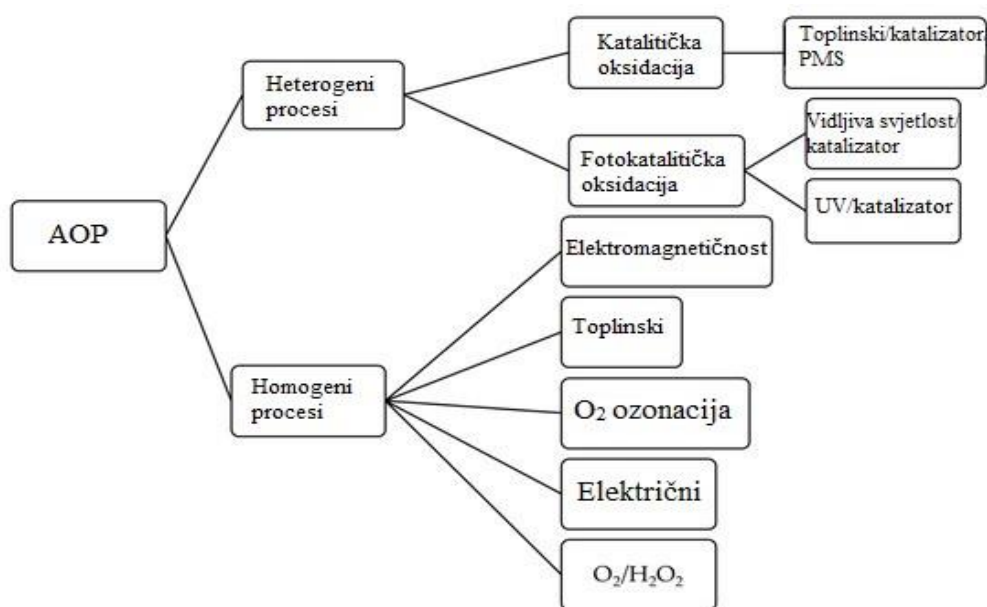 AOP
Heterogeni
procesi
Katalitička
oksidacija
Toplinski/katalizator/
PMS
Fotokatalitička
oksidacija
Vidljiva svjetlost/
katalizator
UV/katalizator
Homogeni
procesi
Elektromagnetičnost
Toplinski
O₂ ozonacija
Električni
O₂/H₂O₂